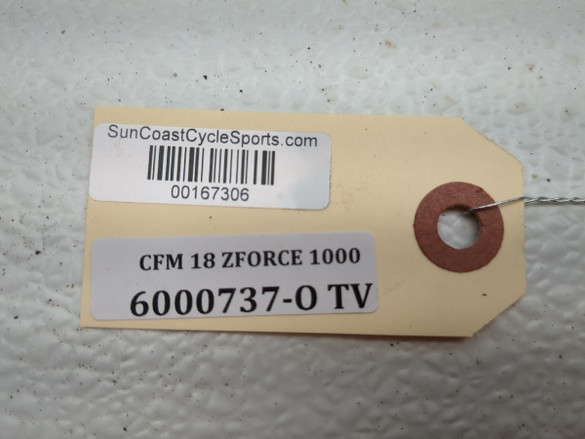 SunCoastCycleSports.com
00167306
CFM 18 ZFORCE 1000
6000737-O TV